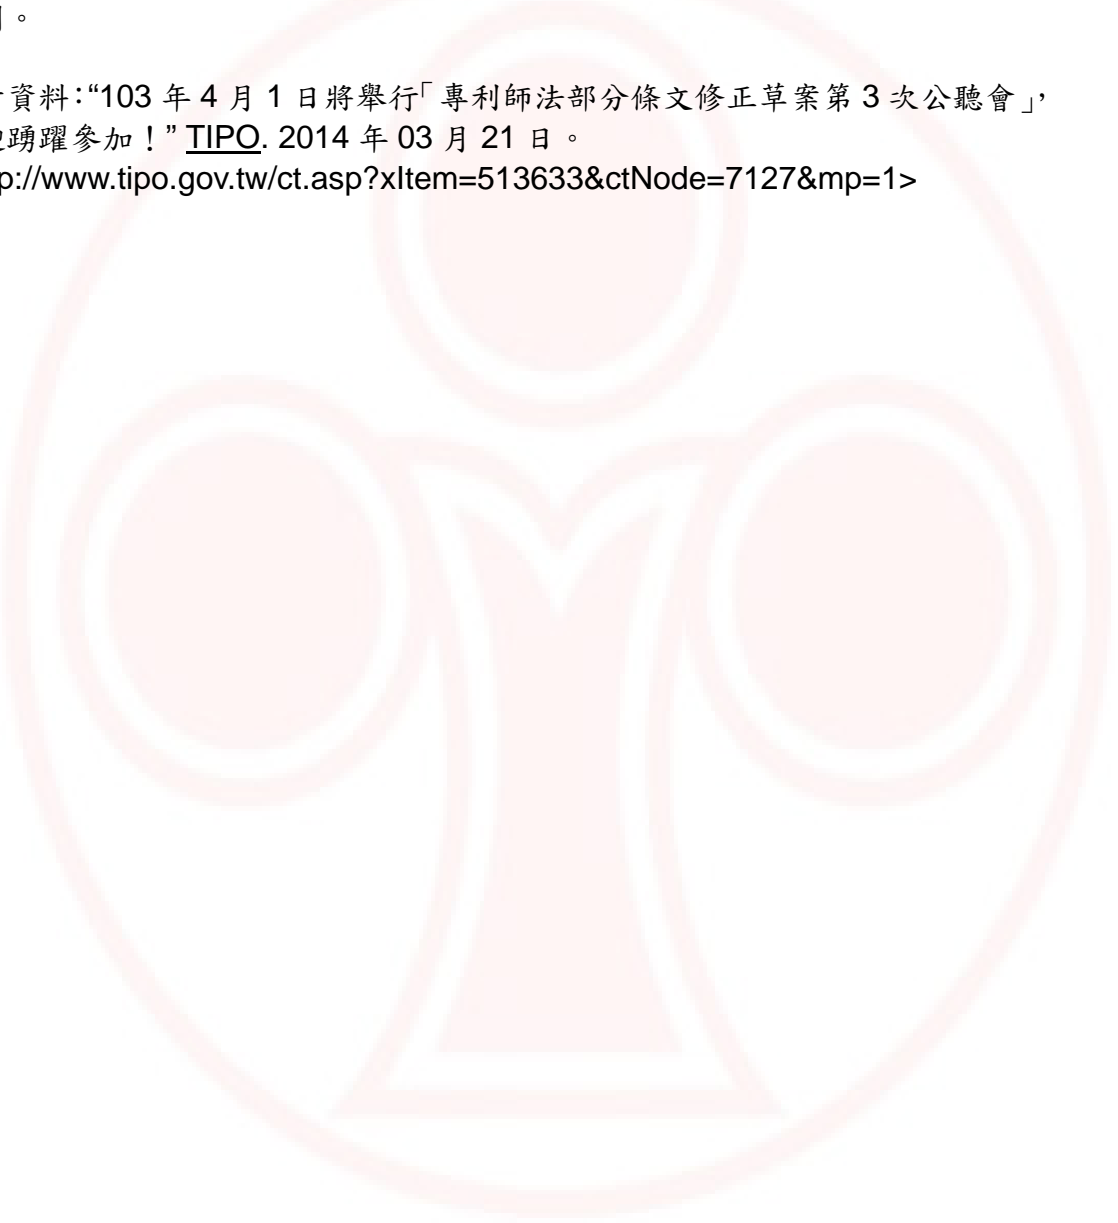 。
資料：“103 年 4 月 1 日將舉行「專利師法部分條文修正草案第 3 次公聽會」，
踴躍參加！” TIPO. 2014 年 03 月 21 日。
p://www.tipo.gov.tw/ct.asp?xItem=513633&ctNode=7127&mp=1>